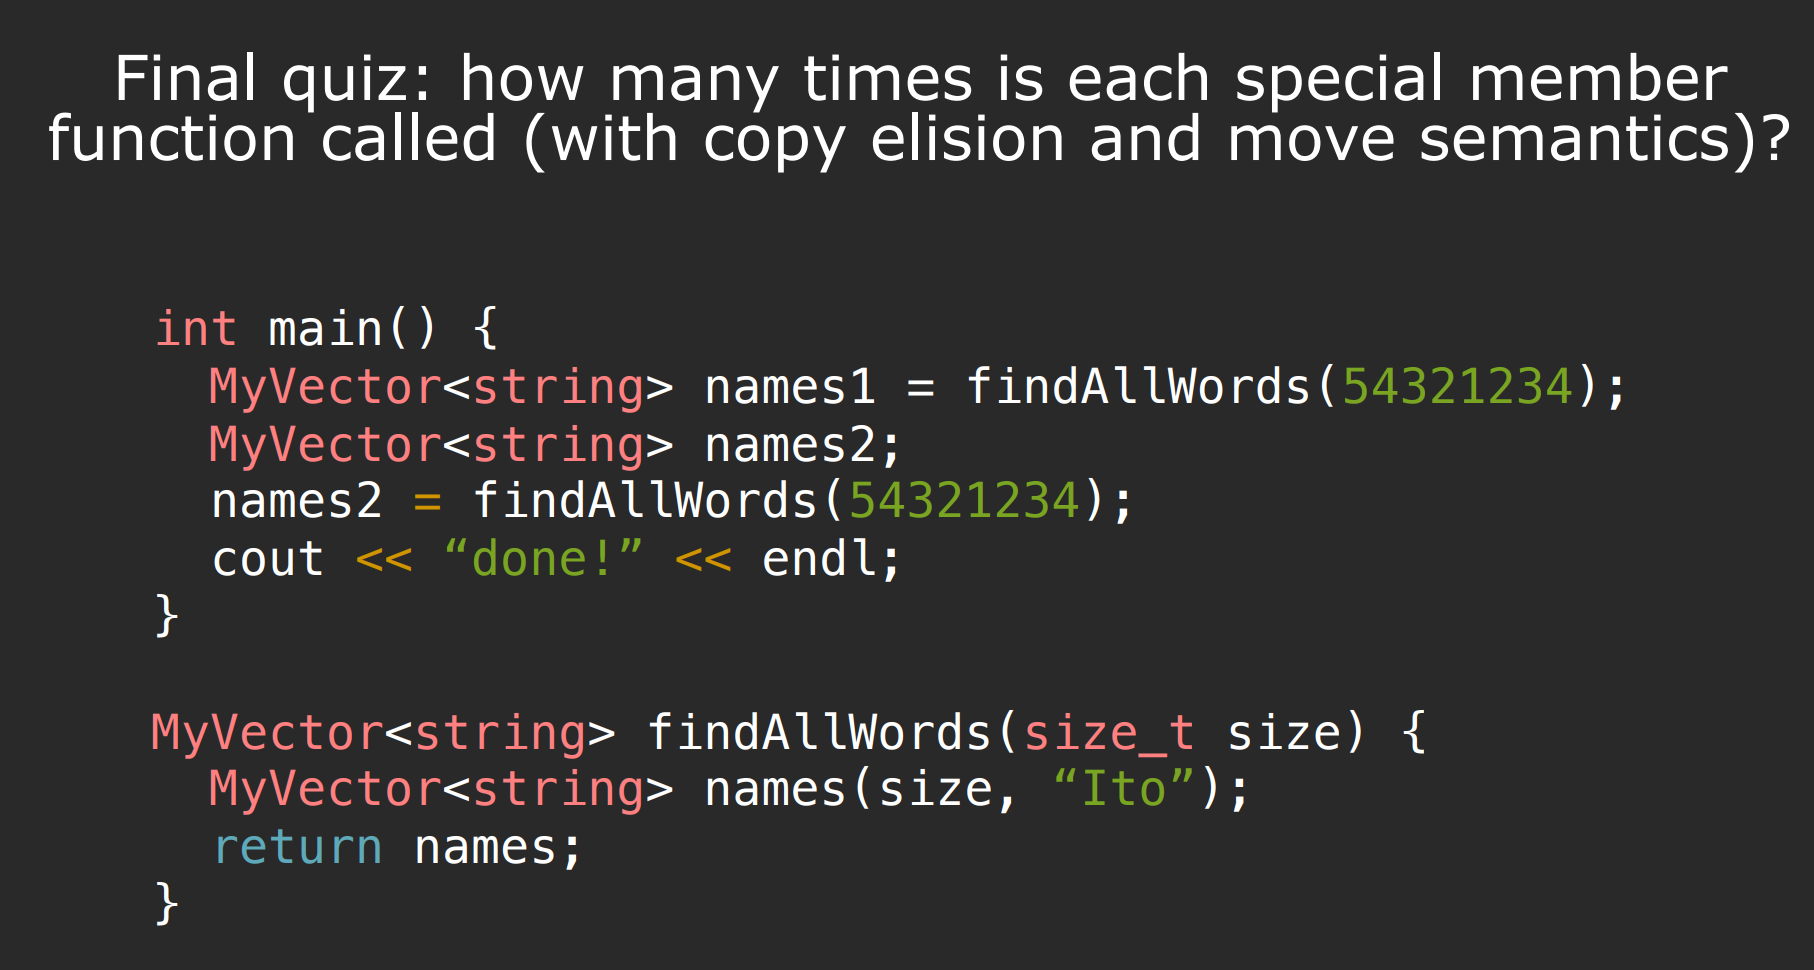 Final quiz: how many times is each special member
function called (with copy elision and move semantics)?
int main() {
  MyVector<string> names1 = findAllWords(54321234);
  MyVector<string> names2;
  names2 = findAllWords(54321234);
  cout << “done!” << endl;
}
MyVector<string> findAllWords(size_t size) {
  MyVector<string> names(size, “Ito”);
  return names;
}